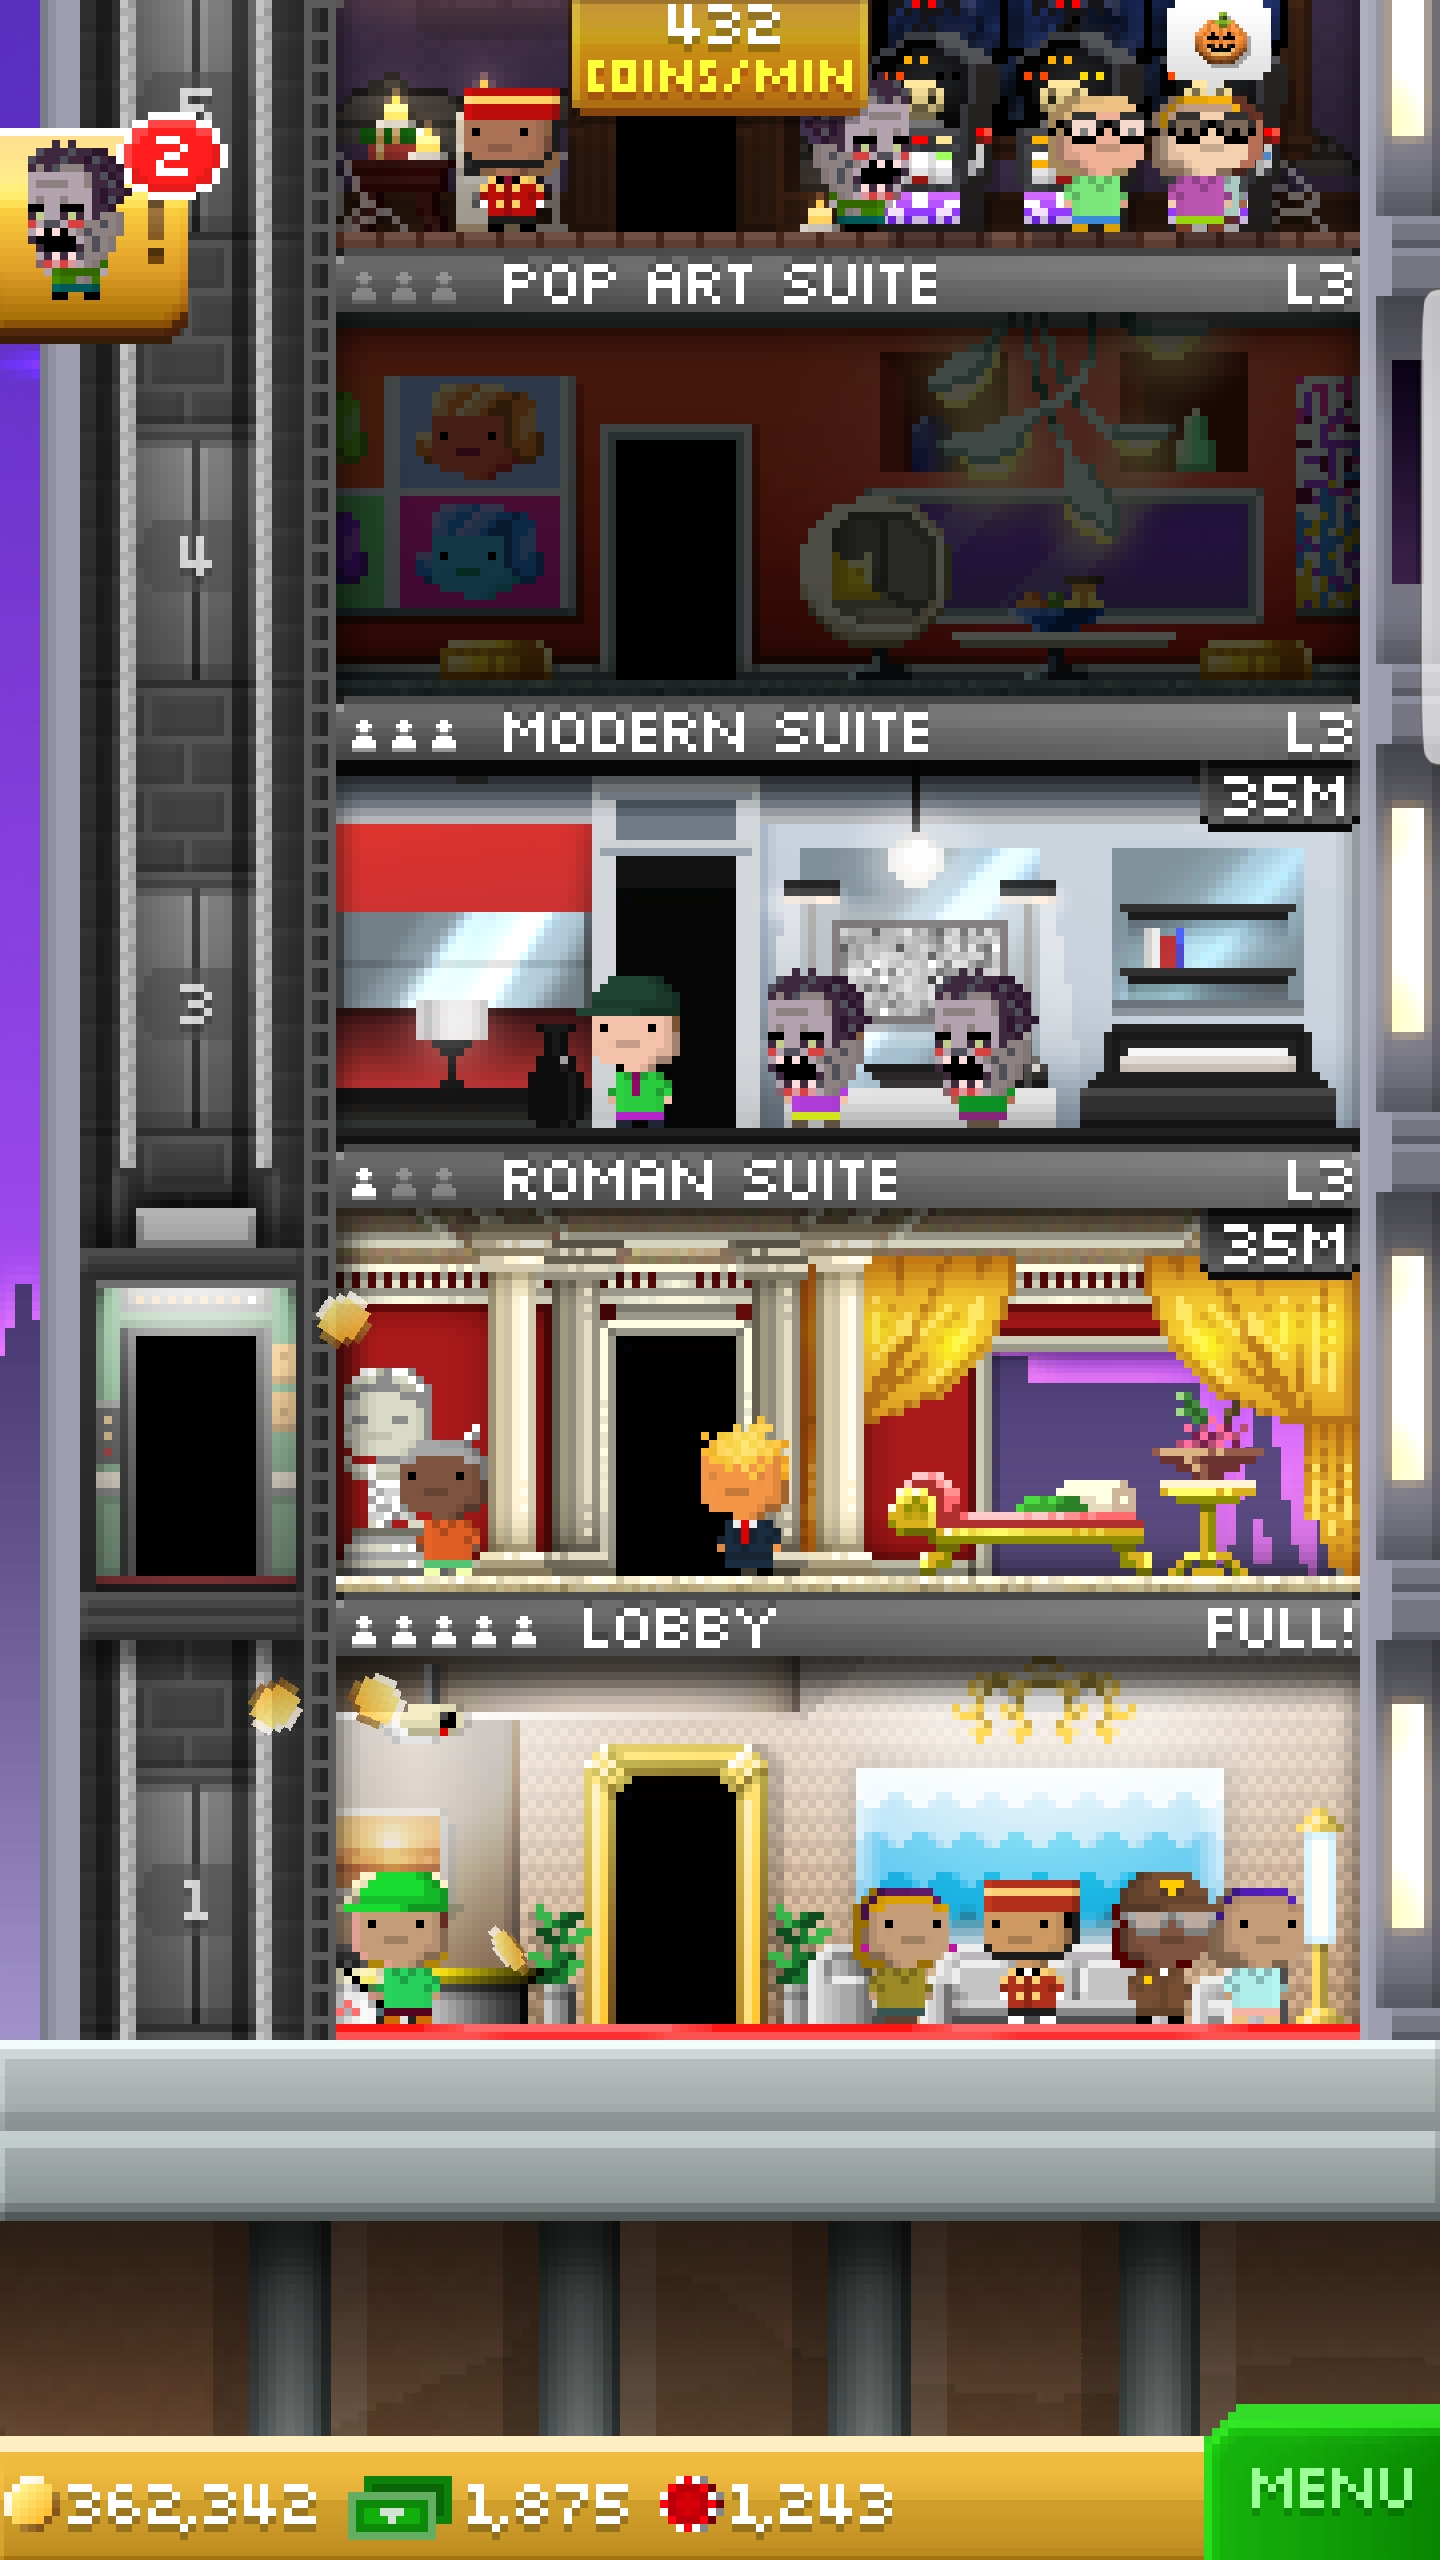 432
COINS/MIN
5
2
!
POP ART SUITE L3
4
MODERN SUITE L3
35M
3
ROMAN SUITE L3
35M
LOBBY FULL!
1
362,342 1,875 1,243
MENU